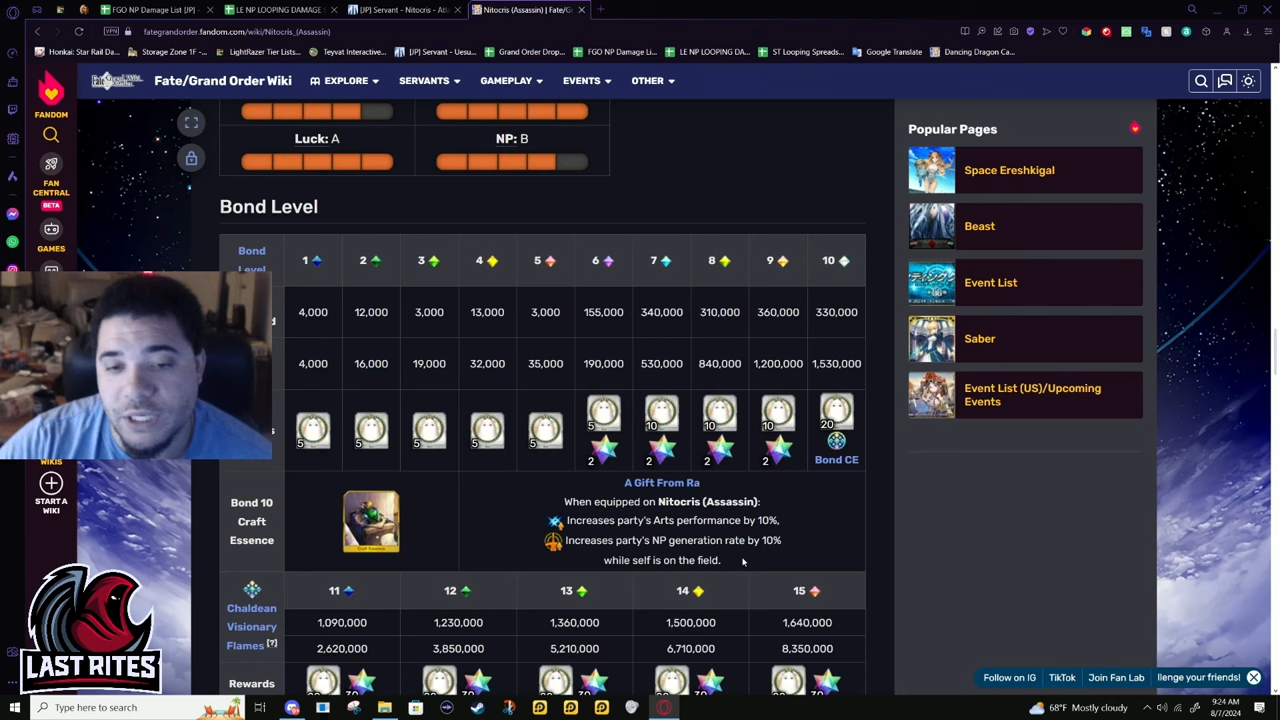 FGO NP Damage List (JP) -
LE NP LOOPING DAMAGE
[JP] Servant - Nitocris - Atla
Nitocris (Assassin) | Fate/G
VPN
fategrandorder.fandom.com/wiki/Nitocris_(Assassin)
Honkai: Star Rail Da...
Storage Zone 1F -...
LightRazer Tier Lists...
Teyvat Interactive...
[JP] Servant - Uesu...
Grand Order Drop...
FGO NP Damage Li...
LE NP LOOPING DA...
ST Looping Spreads...
Google Translate
Dancing Dragon Ca...
Fate/Grand Order Wiki
EXPLORE
SERVANTS
GAMEPLAY
EVENTS
OTHER
FANDOM
FAN CENTRAL
BETA
GAMES
WIKIS
START A WIKI
Luck: A
NP: B
Bond Level
Bond Level
1 2 3 4 5 6 7 8 9 10
4,000 12,000 3,000 13,000 3,000 155,000 340,000 310,000 360,000 330,000
4,000 16,000 19,000 32,000 35,000 190,000 530,000 840,000 1,200,000 1,530,000
5 5 5 5 5 5 10 10 10 20
2 2 2 2
Bond CE
Bond 10 Craft Essence
A Gift From Ra
When equipped on Nitocris (Assassin):
Increases party's Arts performance by 10%,
Increases party's NP generation rate by 10%
while self is on the field.
Chaldean Visionary Flames [?]
11 12 13 14 15
1,090,000 1,230,000 1,360,000 1,500,000 1,640,000
2,620,000 3,850,000 5,210,000 6,710,000 8,350,000
Rewards
Popular Pages
Space Ereshkigal
Beast
Event List
Saber
Event List (US)/Upcoming Events
Follow on IG
TikTok
Join Fan Lab
llenge your friends!
LAST RITES
Type here to search
68°F Mostly cloudy
9:24 AM
8/7/2024